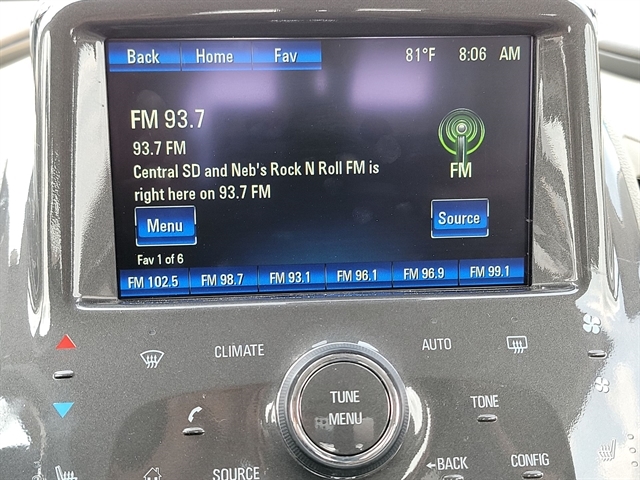 Back Home Fav 81°F 8:06 AM
FM 93.7
93.7 FM
Central SD and Neb's Rock N Roll FM is
right here on 93.7 FM
FM
Menu Source
Fav 1 of 6
FM 102.5 FM 98.7 FM 93.1 FM 96.1 FM 96.9 FM 99.1
CLIMATE AUTO
TUNE
MENU
TONE
SOURCE ←BACK CONFIG